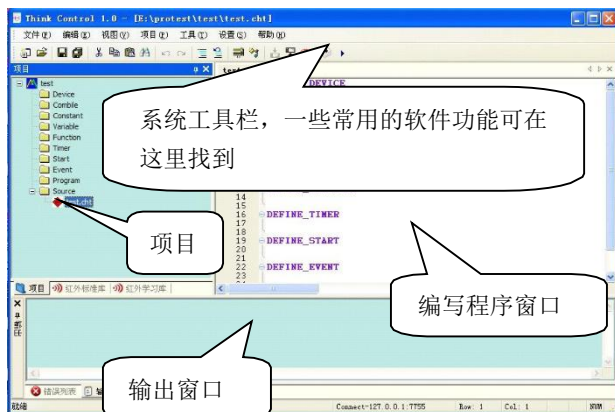 Think Control 1.0 - [E:\protest\test\test.cht]
文件(F) 编辑(E) 视图(V) 项目(P) 工具(T) 设置(S) 帮助(H)
项目
test
Device
Comble
Constant
Variable
Function
Timer
Start
Event
Program
Source
test.cht
系统工具栏，一些常用的软件功能可在
这里找到
14
15
16 DEFINE_TIMER
17
18
19 DEFINE_START
20
21
22 DEFINE_EVENT
23
项目
编写程序窗口
项目 红外标准库 红外学习库
输出窗口
错误列表
就绪 Connect=127.0.0.1:7755 Row: 1 Col: 1 NUM